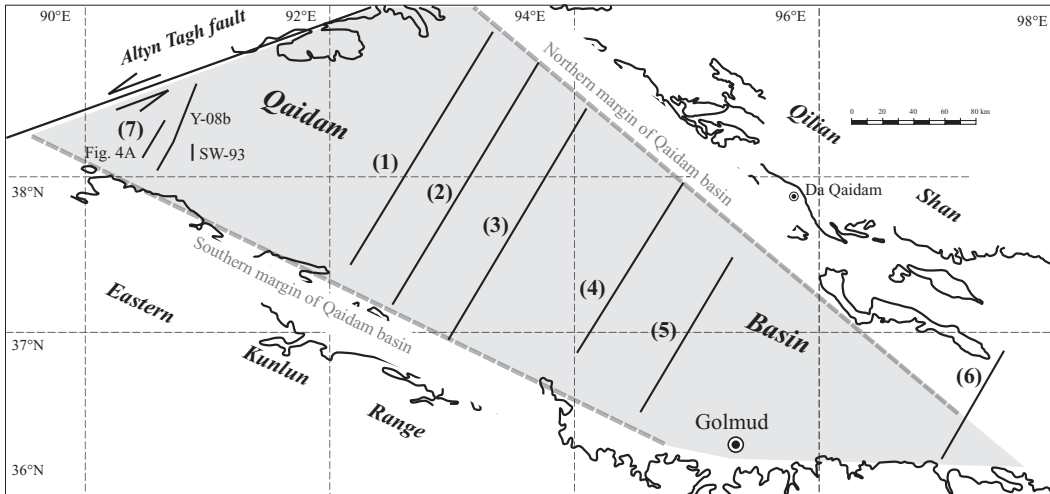 90°E
92°E
94°E
96°E
98°E
Altyn Tagh fault
Northern margin of Qaidam basin
Qilian
0 20 40 60 80 km
Qaidam
Y-08b
(7)
Fig. 4A
SW-93
(1)
(2)
(3)
38°N
Da Qaidam
Shan
Southern margin of Qaidam basin
Eastern
(4)
(5)
Basin
37°N
Kunlun
(6)
Range
Golmud
36°N